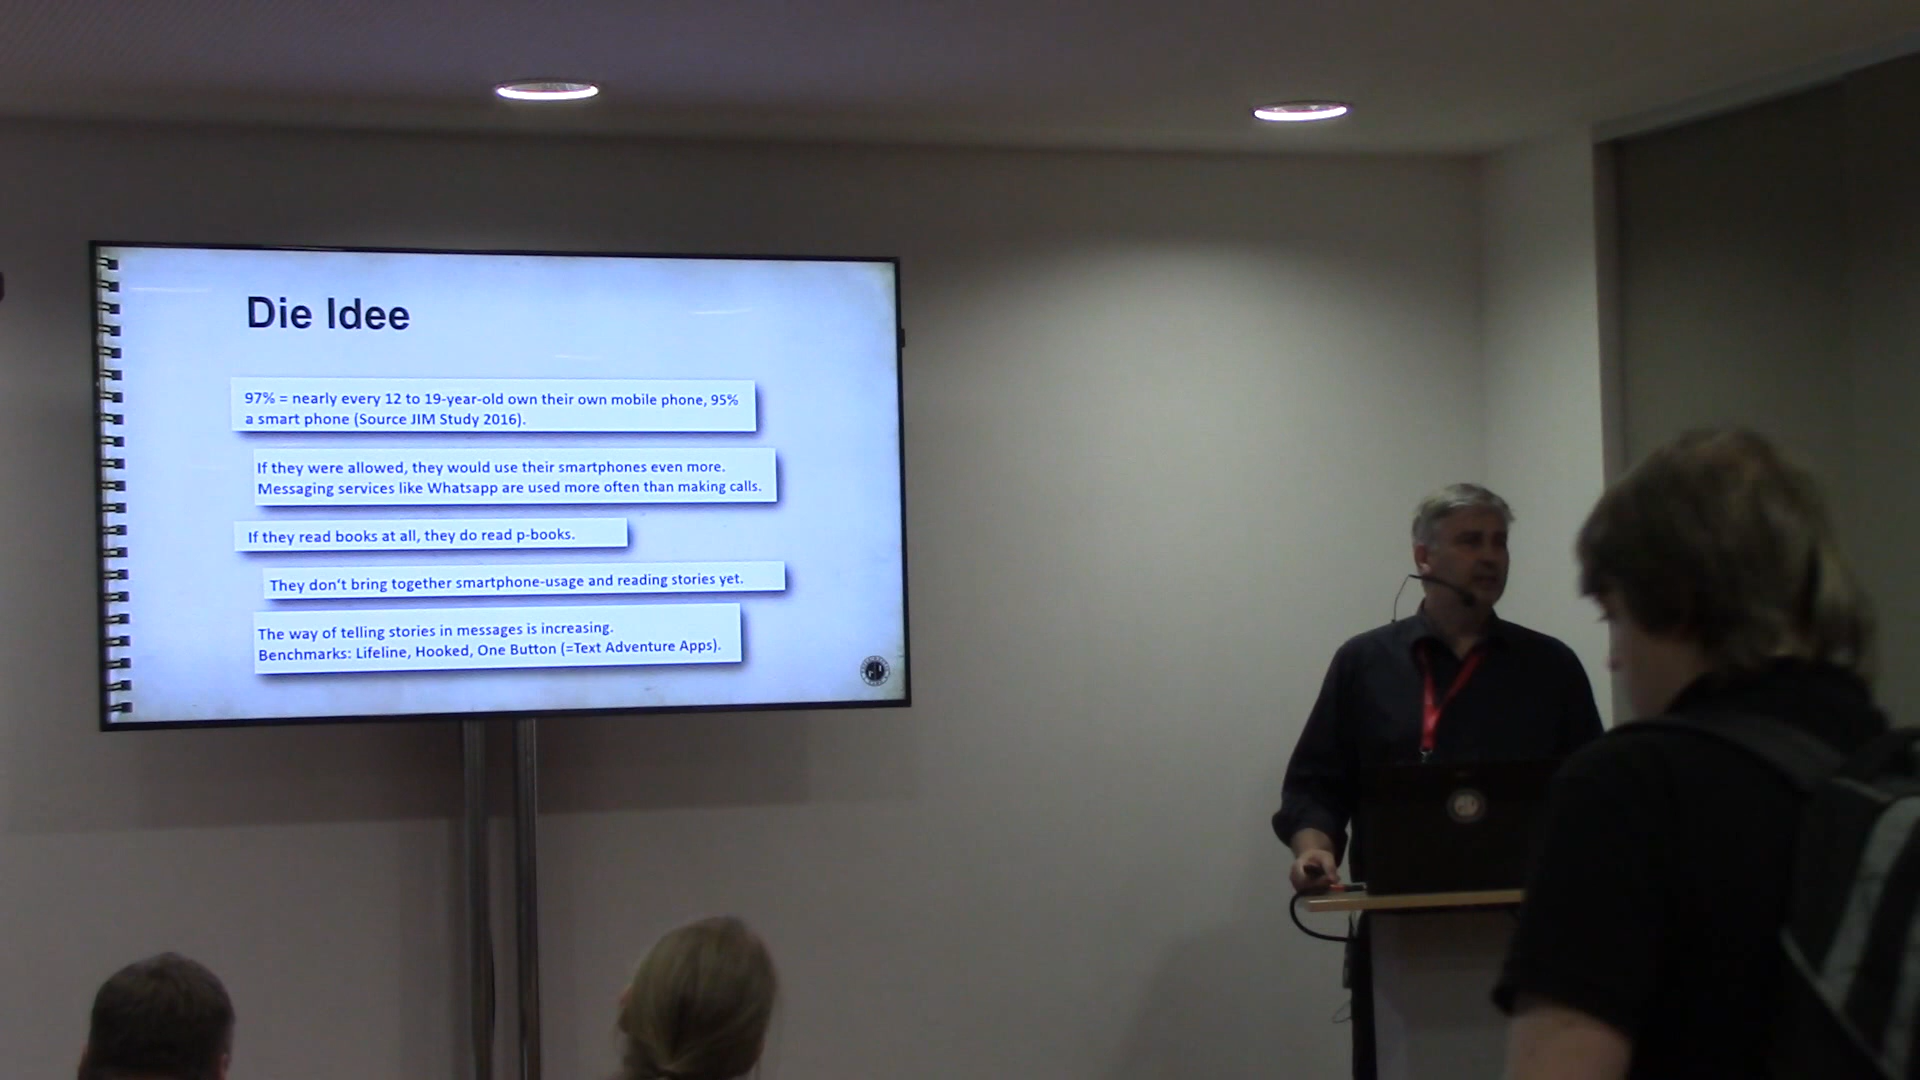 Die Idee
97% = nearly every 12 to 19-year-old own their own mobile phone, 95%
a smart phone (Source JIM Study 2016).
If they were allowed, they would use their smartphones even more.
Messaging services like Whatsapp are used more often than making calls.
If they read books at all, they do read p-books.
They don't bring together smartphone-usage and reading stories yet.
The way of telling stories in messages is increasing.
Benchmarks: Lifeline, Hooked, One Button (=Text Adventure Apps).